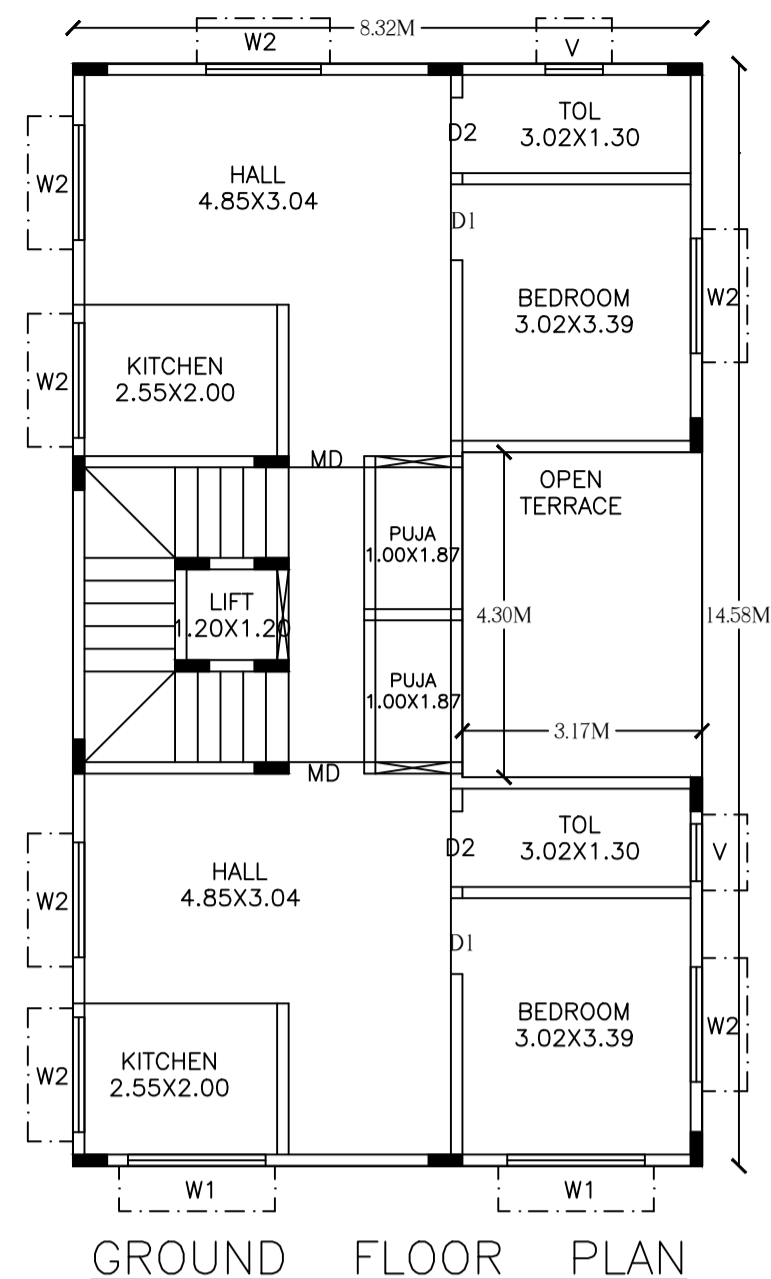 8.32M
W2
V
TOL
3.02X1.30
D2
W2
HALL
4.85X3.04
D1
BEDROOM
3.02X3.39
W2
KITCHEN
2.55X2.00
W2
MD
OPEN
TERRACE
PUJA
1.00X1.87
LIFT
1.20X1.20
4.30M
14.58M
PUJA
1.00X1.87
3.17M
MD
TOL
3.02X1.30
D2
V
HALL
4.85X3.04
W2
D1
BEDROOM
3.02X3.39
W2
KITCHEN
2.55X2.00
W2
W1
W1
GROUND FLOOR PLAN